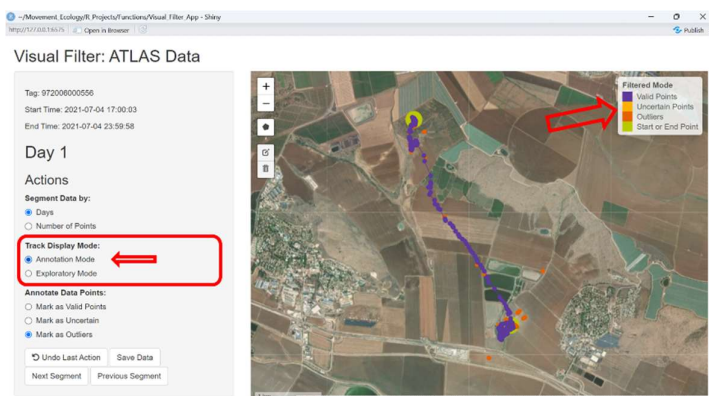 ~/Movement_Ecology/R_Projects/Functions/Visual_Filter_App - Shiny
http://127.0.0.1:6575 Open in Browser
Publish
Visual Filter: ATLAS Data
Tag: 972006000556
Start Time: 2021-07-04 17:00:03
End Time: 2021-07-04 23:59:58
Day 1
Actions
Segment Data by:
Days
Number of Points
Track Display Mode:
Annotation Mode
Exploratory Mode
Annotate Data Points:
Mark as Valid Points
Mark as Uncertain
Mark as Outliers
Undo Last Action Save Data
Next Segment Previous Segment
+
−
Filtered Mode
Valid Points
Uncertain Points
Outliers
Start or End Point